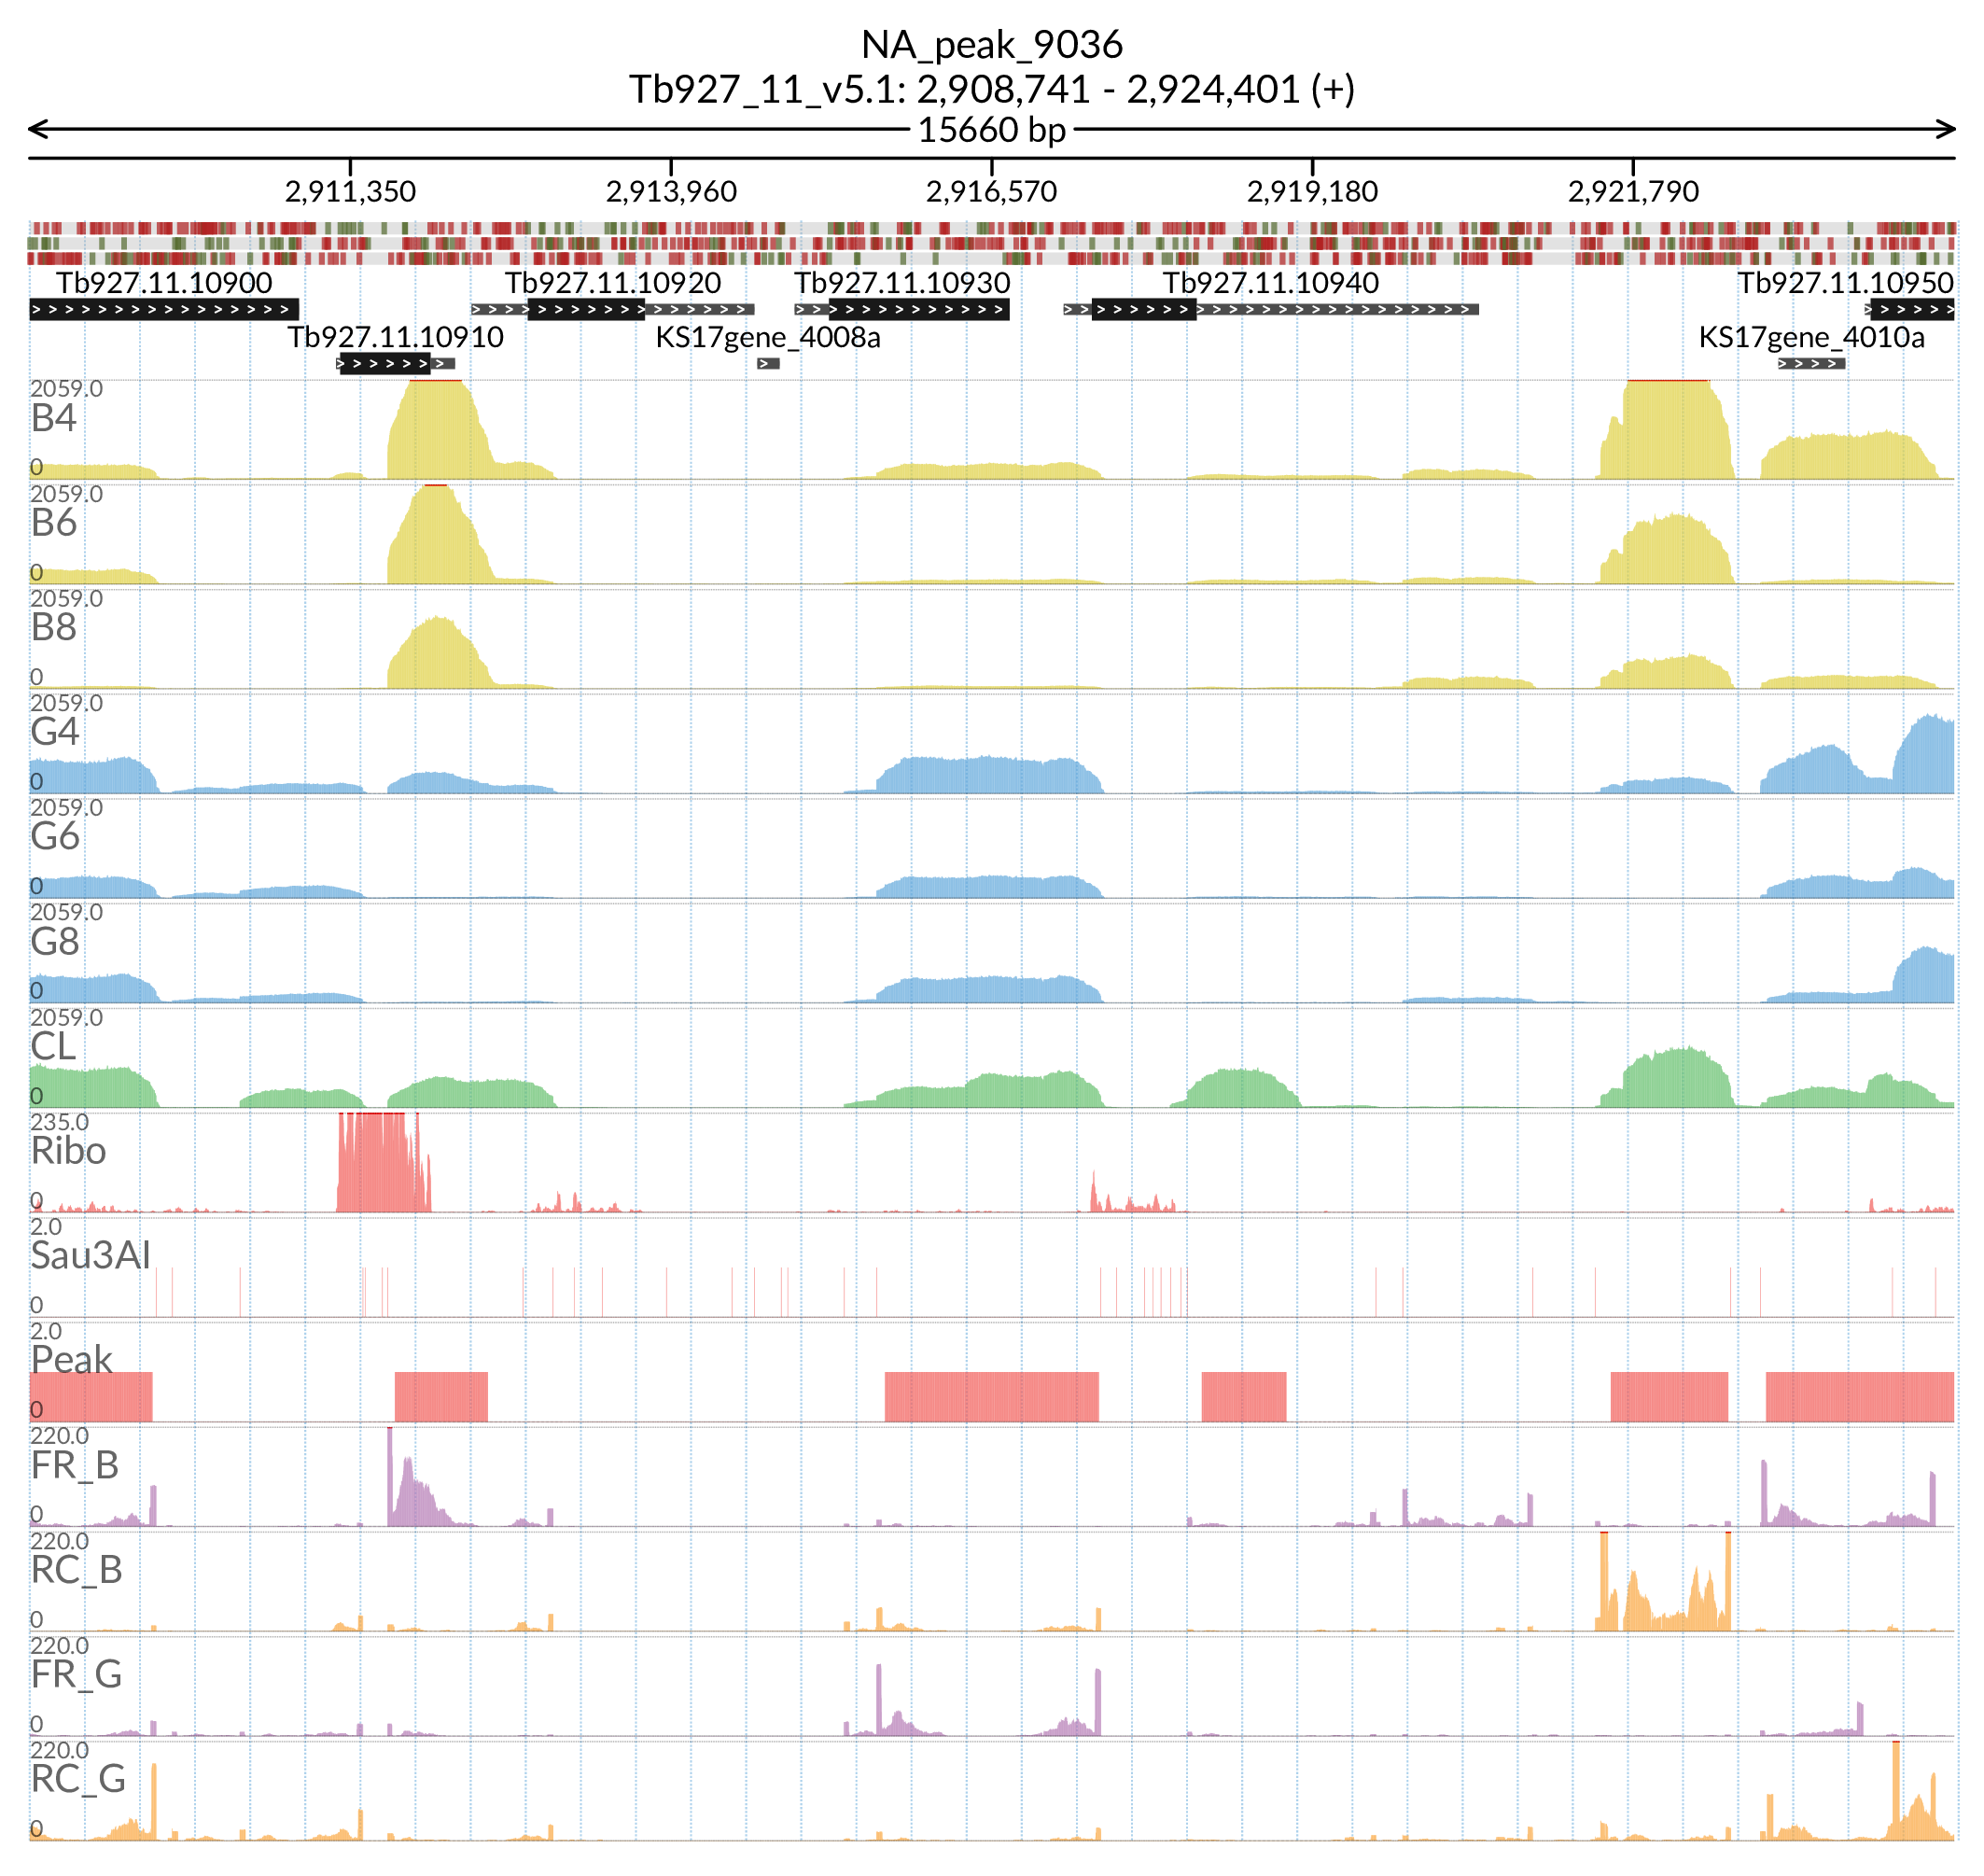 NA_peak_9036
Tb927_11_v5.1: 2,908,741 - 2,924,401 (+)
15660 bp
2,911,350 2,913,960 2,916,570 2,919,180 2,921,790
Tb927.11.10900 Tb927.11.10920 Tb927.11.10930 Tb927.11.10940 Tb927.11.10950
Tb927.11.10910 KS17gene_4008a KS17gene_4010a
2059.0
B4
0
2059.0
B6
0
2059.0
B8
0
2059.0
G4
0
2059.0
G6
0
2059.0
G8
0
2059.0
CL
0
235.0
Ribo
0
2.0
Sau3AI
0
2.0
Peak
0
220.0
FR_B
0
220.0
RC_B
0
220.0
FR_G
0
220.0
RC_G
0